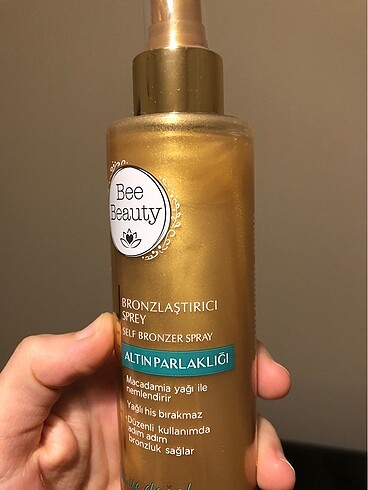 Bee
Beauty
BRONZLAŞTIRICI
SPREY
SELF BRONZER SPRAY
ALTIN PARLAKLIĞI
Macadamia yağı ile
nemlendirir
Yağlı his bırakmaz
Düzenli kullanımda
adım adım
bronzluk sağlar